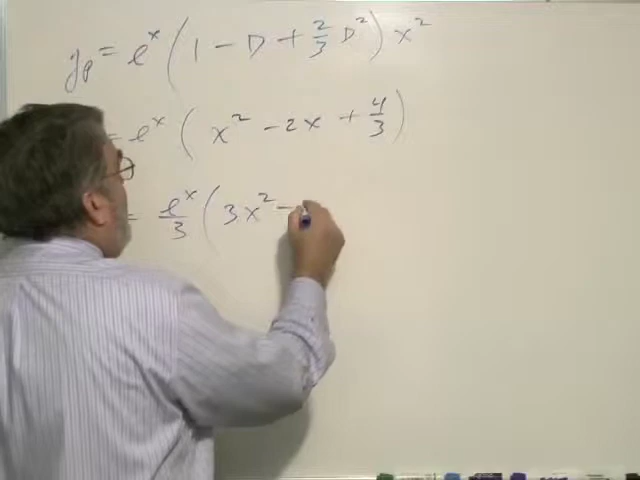 y_p = e^x (1 - D + 2/3 D^2) x^2
= e^x (x^2 - 2x + 4/3)
= e^x/3 (3x^2 -